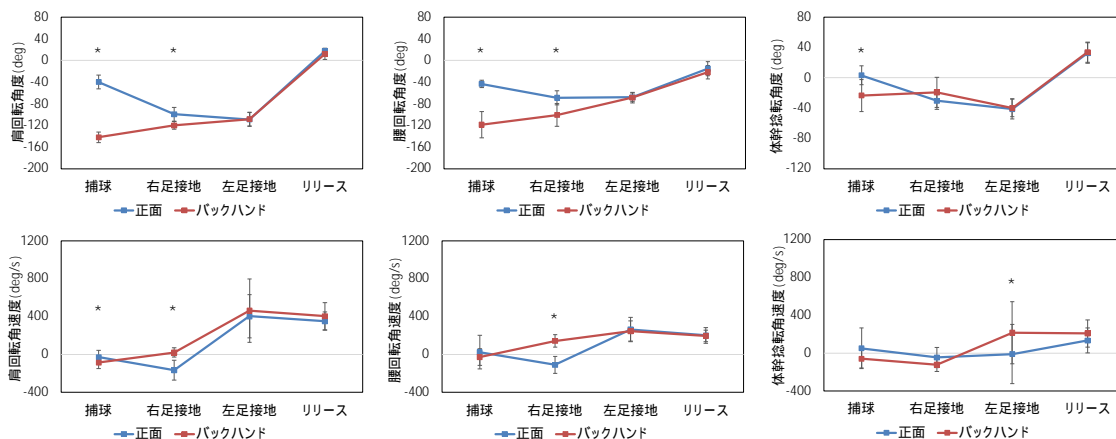 肩回転角度(deg)
80
40
0
-40
-80
-120
-160
-200
*
*
捕球 右足接地 左足接地 リリース
正面 バックハンド
腰回転角度(deg)
80
40
0
-40
-80
-120
-160
-200
*
*
捕球 右足接地 左足接地 リリース
正面 バックハンド
体幹捻転角度(deg)
80
40
0
-40
-80
-120
*
捕球 右足接地 左足接地 リリース
正面 バックハンド
肩回転角速度(deg/s)
1200
800
400
0
-400
*
*
捕球 右足接地 左足接地 リリース
正面 バックハンド
腰回転角速度(deg/s)
1200
800
400
0
-400
*
捕球 右足接地 左足接地 リリース
正面 バックハンド
体幹捻転角速度(deg/s)
1200
800
400
0
-400
*
捕球 右足接地 左足接地 リリース
正面 バックハンド